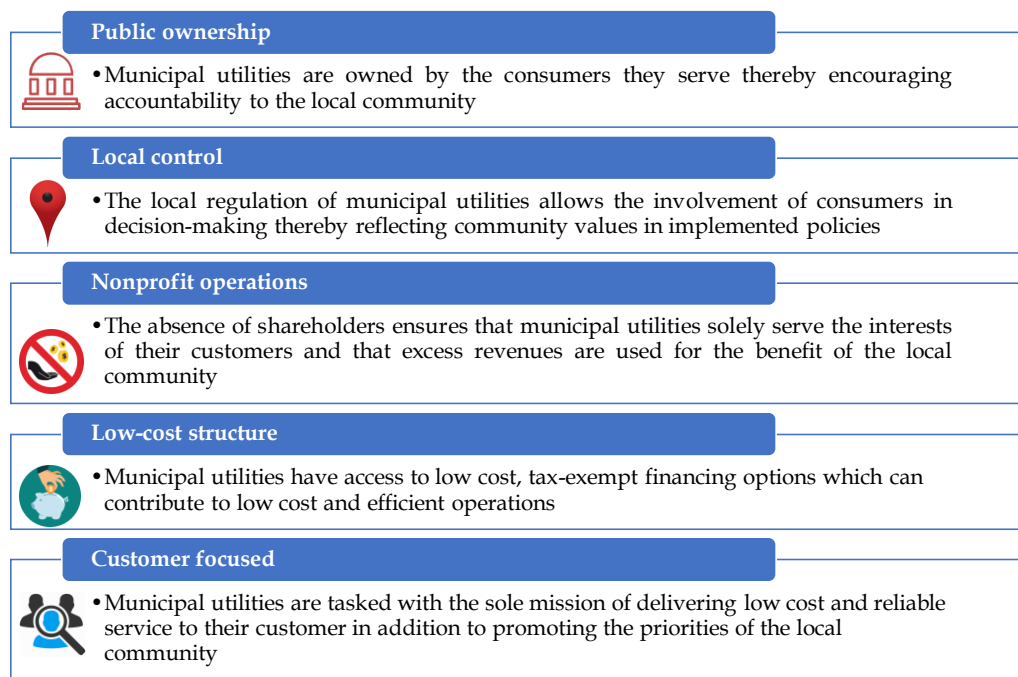 Public ownership
•Municipal utilities are owned by the consumers they serve thereby encouraging
accountability to the local community
Local control
•The local regulation of municipal utilities allows the involvement of consumers in
decision-making thereby reflecting community values in implemented policies
Nonprofit operations
•The absence of shareholders ensures that municipal utilities solely serve the interests
of their customers and that excess revenues are used for the benefit of the local
community
Low-cost structure
•Municipal utilities have access to low cost, tax-exempt financing options which can
contribute to low cost and efficient operations
Customer focused
•Municipal utilities are tasked with the sole mission of delivering low cost and reliable
service to their customer in addition to promoting the priorities of the local
community